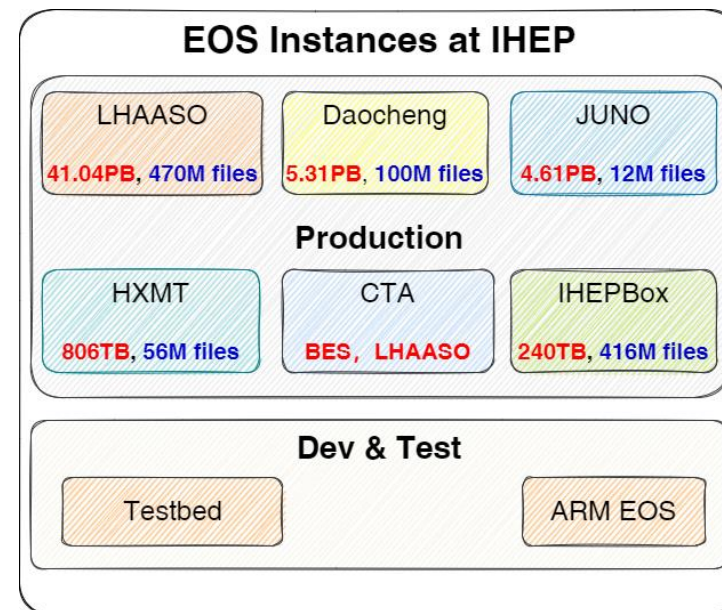 EOS Instances at IHEP
LHAASO
41.04PB, 470M files
Daocheng
5.31PB, 100M files
JUNO
4.61PB, 12M files
Production
HXMT
806TB, 56M files
CTA
BES， LHAASO
IHEPBox
240TB, 416M files
Dev & Test
Testbed
ARM EOS